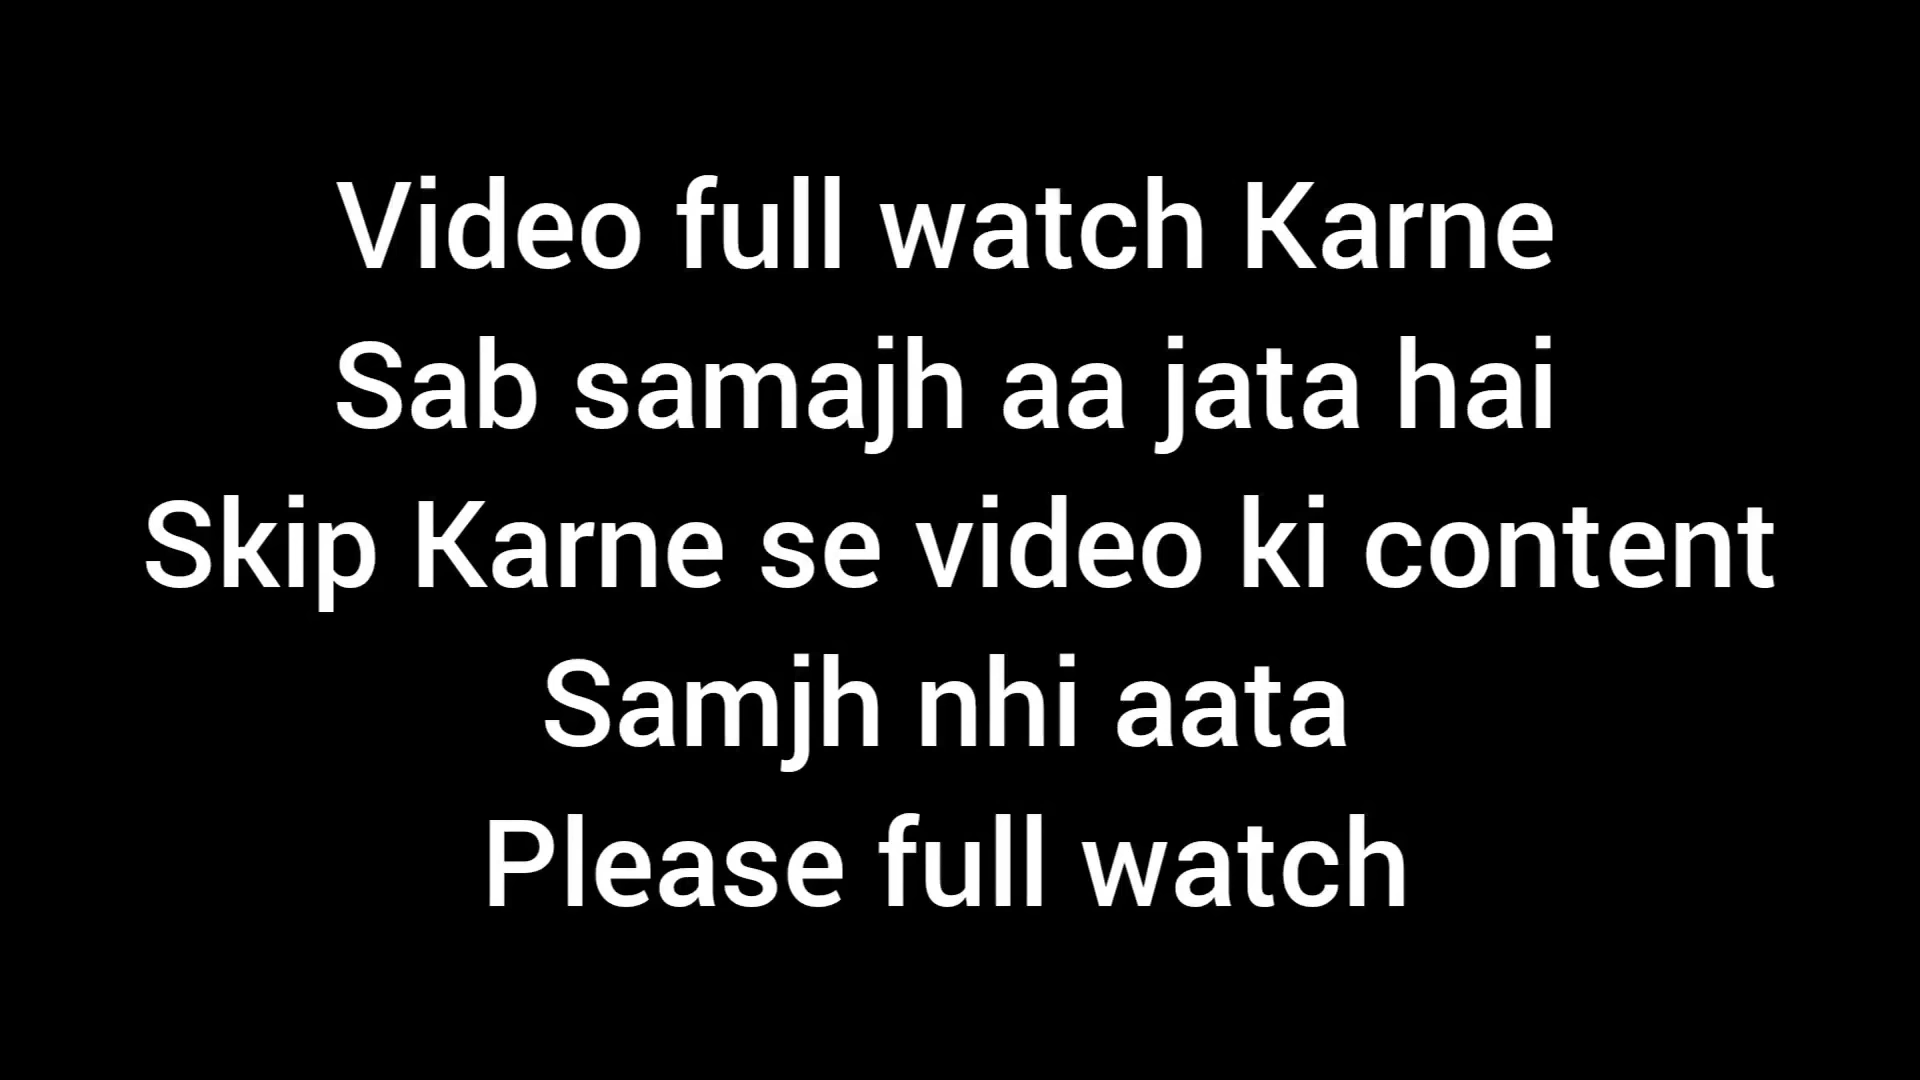 Video full watch Karne
Sab samajh aa jata hai
Skip Karne se video ki content
Samjh nhi aata
Please full watch